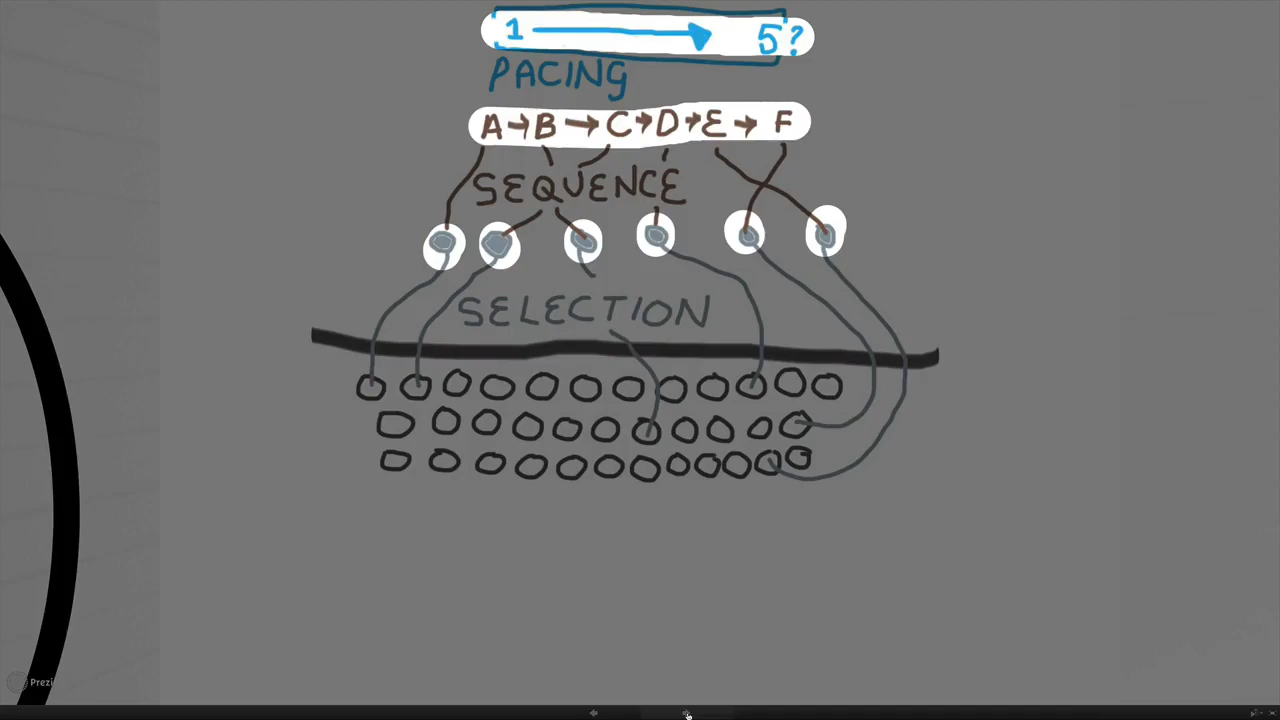 1 → 5?
PACING
A → B → C → D → E → F
SEQUENCE
SELECTION
Prezi